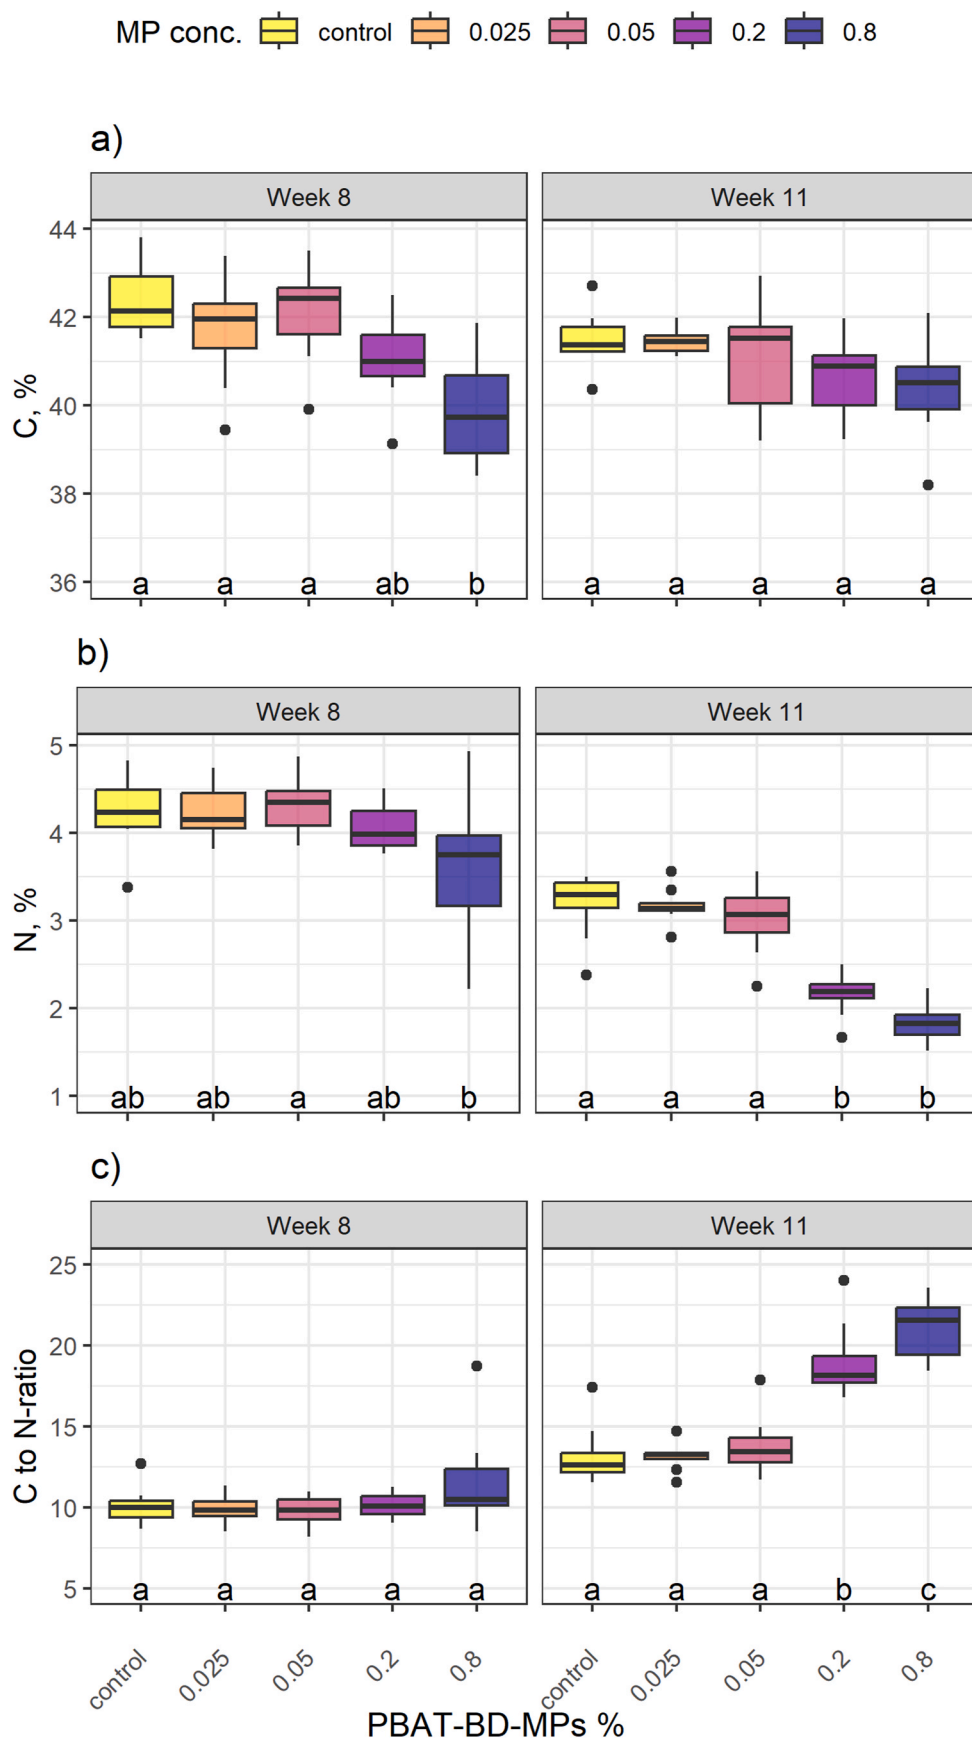 MP conc. control 0.025 0.05 0.2 0.8
a)
Week 8 Week 11
C, %
44
42
40
38
36
a a a ab b a a a a a
b)
Week 8 Week 11
N, %
5
4
3
2
1
ab ab a ab b a a a b b
c)
Week 8 Week 11
C to N-ratio
25
20
15
10
5
a a a a a a a a b c
control 0.025 0.05 0.2 0.8 control 0.025 0.05 0.2 0.8
PBAT-BD-MPs %